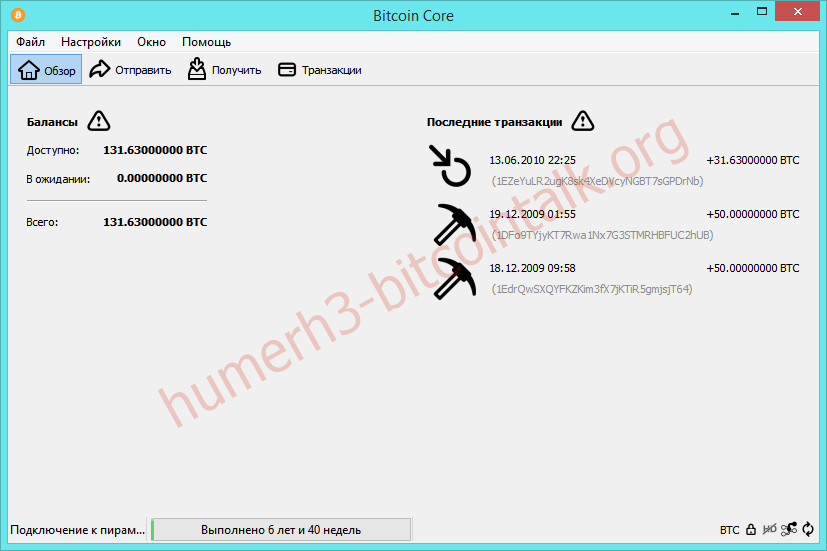 Bitcoin Core
Файл Настройки Окно Помощь
Обзор Отправить Получить Транзакции
Балансы
Доступно: 131.63000000 BTC
В ожидании: 0.00000000 BTC
Всего: 131.63000000 BTC
Последние транзакции
13.06.2010 22:25 +31.63000000 BTC
(1EZeYuLR2ugK8sk4XeDVcyNGBT7sGPDrNb)
19.12.2009 01:55 +50.00000000 BTC
(1DFo9TYjyKT7Rwa1Nx7G3STMRHBFUC2hUB)
18.12.2009 09:58 +50.00000000 BTC
(1EdrQwSXQYFKZKim3fX7jKTiR5gmjsjT64)
humerh3-bitcointalk.org
Подключение к пирам... Выполнено 6 лет и 40 недель BTC HD